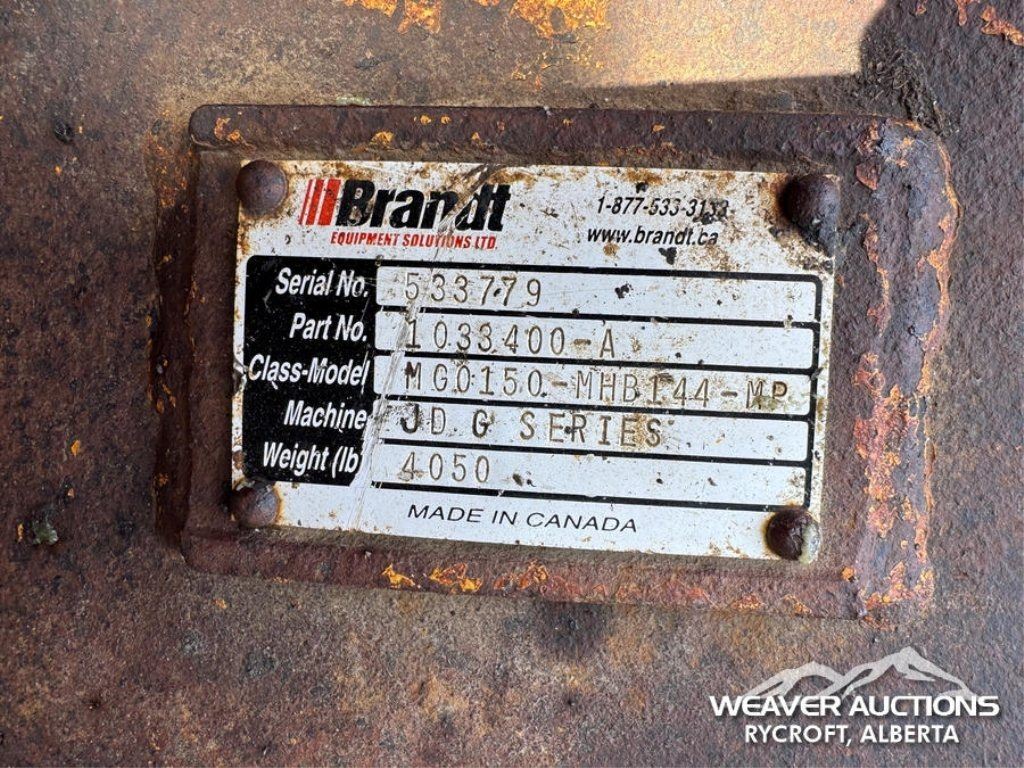 Brandt
EQUIPMENT SOLUTIONS LTD.
1-877-533-3133
www.brandt.ca
Serial No. 533779
Part No. 1033400-A
Class-Model MG0150-MHB144-MP
Machine JD G SERIES
Weight (lb 4050
MADE IN CANADA
WEAVER AUCTIONS
RYCROFT, ALBERTA